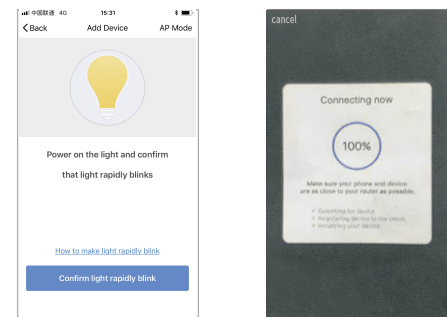 中国联通 4G 15:31
Back Add Device AP Mode
Power on the light and confirm
that light rapidly blinks
How to make light rapidly blink
Confirm light rapidly blink
cancel
Connecting now
100%
Make sure your phone and device
are as close to your router as possible.
Searching for device
Registering device to the cloud
Initializing your device